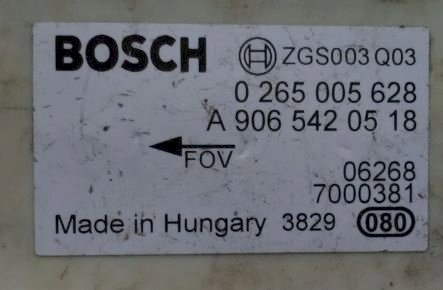 BOSCH ZGS003 Q03
0 265 005 628
A 906 542 05 18
FOV
06268
7000381
Made in Hungary 3829 080